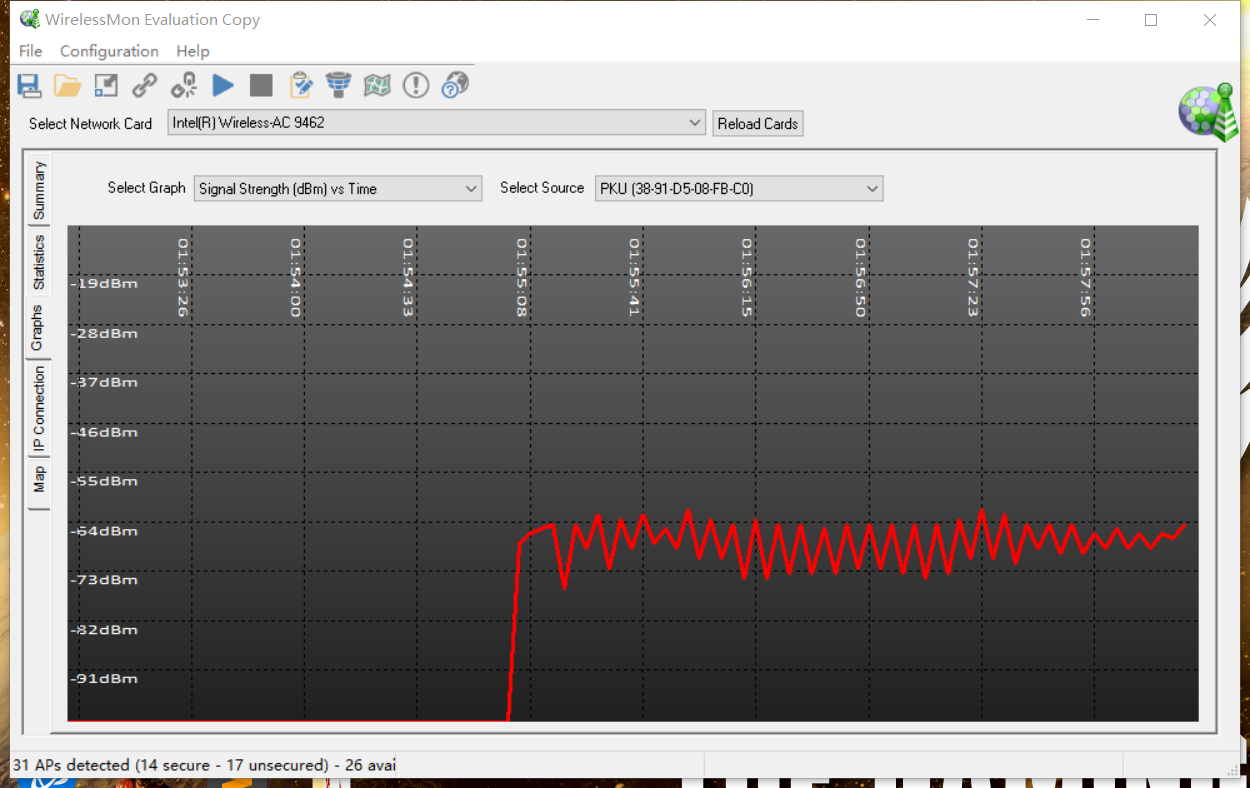 WirelessMon Evaluation Copy
File Configuration Help
Select Network Card Intel(R) Wireless-AC 9462 Reload Cards
Summary
Statistics
Graphs
IP Connection
Map
Select Graph Signal Strength (dBm) vs Time Select Source PKU (38-91-D5-08-FB-C0)
01:53:26 01:54:00 01:54:33 01:55:08 01:55:41 01:56:15 01:56:50 01:57:23 01:57:56
-19dBm
-28dBm
-37dBm
-46dBm
-55dBm
-64dBm
-73dBm
-82dBm
-91dBm
31 APs detected (14 secure - 17 unsecured) - 26 avai